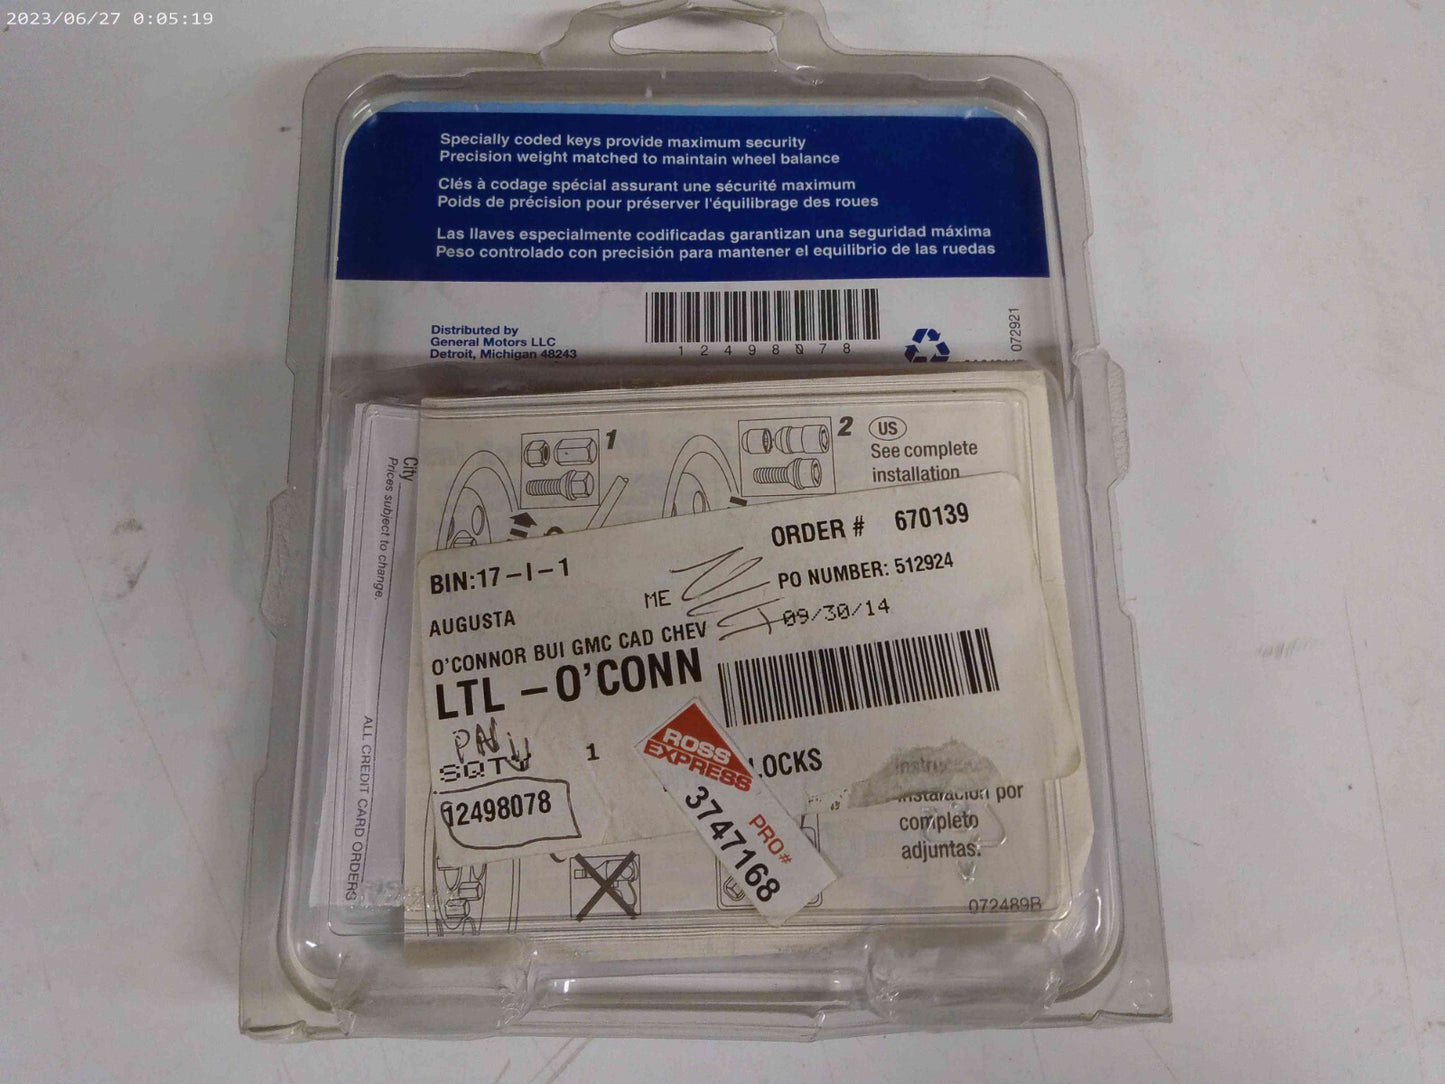 2023/06/27 0:05:19
Specially coded keys provide maximum security
Precision weight matched to maintain wheel balance
Clés à codage spécial assurant une sécurité maximum
Poids de précision pour préserver l'équilibrage des roues
Las llaves especialmente codificadas garantizan una seguridad máxima
Peso controlado con precisión para mantener el equilibrio de las ruedas
Distributed by
General Motors LLC
Detroit, Michigan 48243
12498078
072921
1
2
US
See complete
installation
City
Prices subject to change.
ALL CREDIT CARD ORDERS
ORDER # 670139
BIN:17-I-1
PO NUMBER: 512924
ME
AUGUSTA
09/30/14
O'CONNOR BUI GMC CAD CHEV
LTL -O'CONN
PN
SQTY
1
LOCKS
12498078
ROSS
EXPRESS
PRO#
3747168
instalación por
completo
adjuntas.
072489B